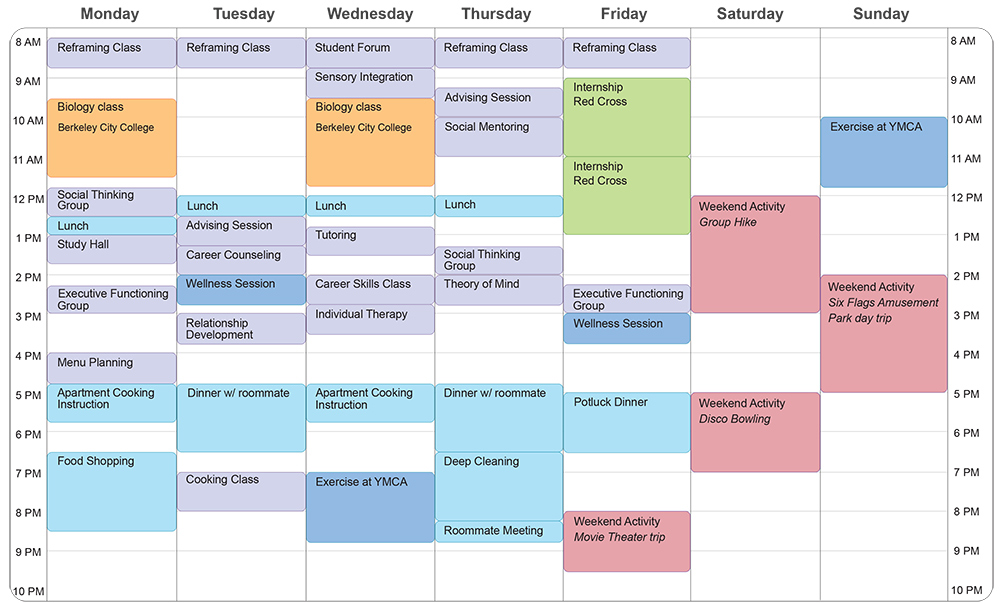 Monday
Tuesday
Wednesday
Thursday
Friday
Saturday
Sunday
8 AM
9 AM
10 AM
11 AM
12 PM
1 PM
2 PM
3 PM
4 PM
5 PM
6 PM
7 PM
8 PM
9 PM
10 PM
Reframing Class
Biology class
Berkeley City College
Social Thinking
Group
Lunch
Study Hall
Executive Functioning
Group
Menu Planning
Apartment Cooking
Instruction
Food Shopping
Reframing Class
Lunch
Advising Session
Career Counseling
Wellness Session
Relationship
Development
Dinner w/ roommate
Cooking Class
Student Forum
Sensory Integration
Biology class
Berkeley City College
Lunch
Tutoring
Career Skills Class
Individual Therapy
Apartment Cooking
Instruction
Exercise at YMCA
Reframing Class
Advising Session
Social Mentoring
Lunch
Social Thinking
Group
Theory of Mind
Dinner w/ roommate
Deep Cleaning
Roommate Meeting
Reframing Class
Internship
Red Cross
Internship
Red Cross
Executive Functioning
Group
Wellness Session
Potluck Dinner
Weekend Activity
Movie Theater trip
Weekend Activity
Group Hike
Weekend Activity
Disco Bowling
Exercise at YMCA
Weekend Activity
Six Flags Amusement
Park day trip
8 AM
9 AM
10 AM
11 AM
12 PM
1 PM
2 PM
3 PM
4 PM
5 PM
6 PM
7 PM
8 PM
9 PM
10 PM